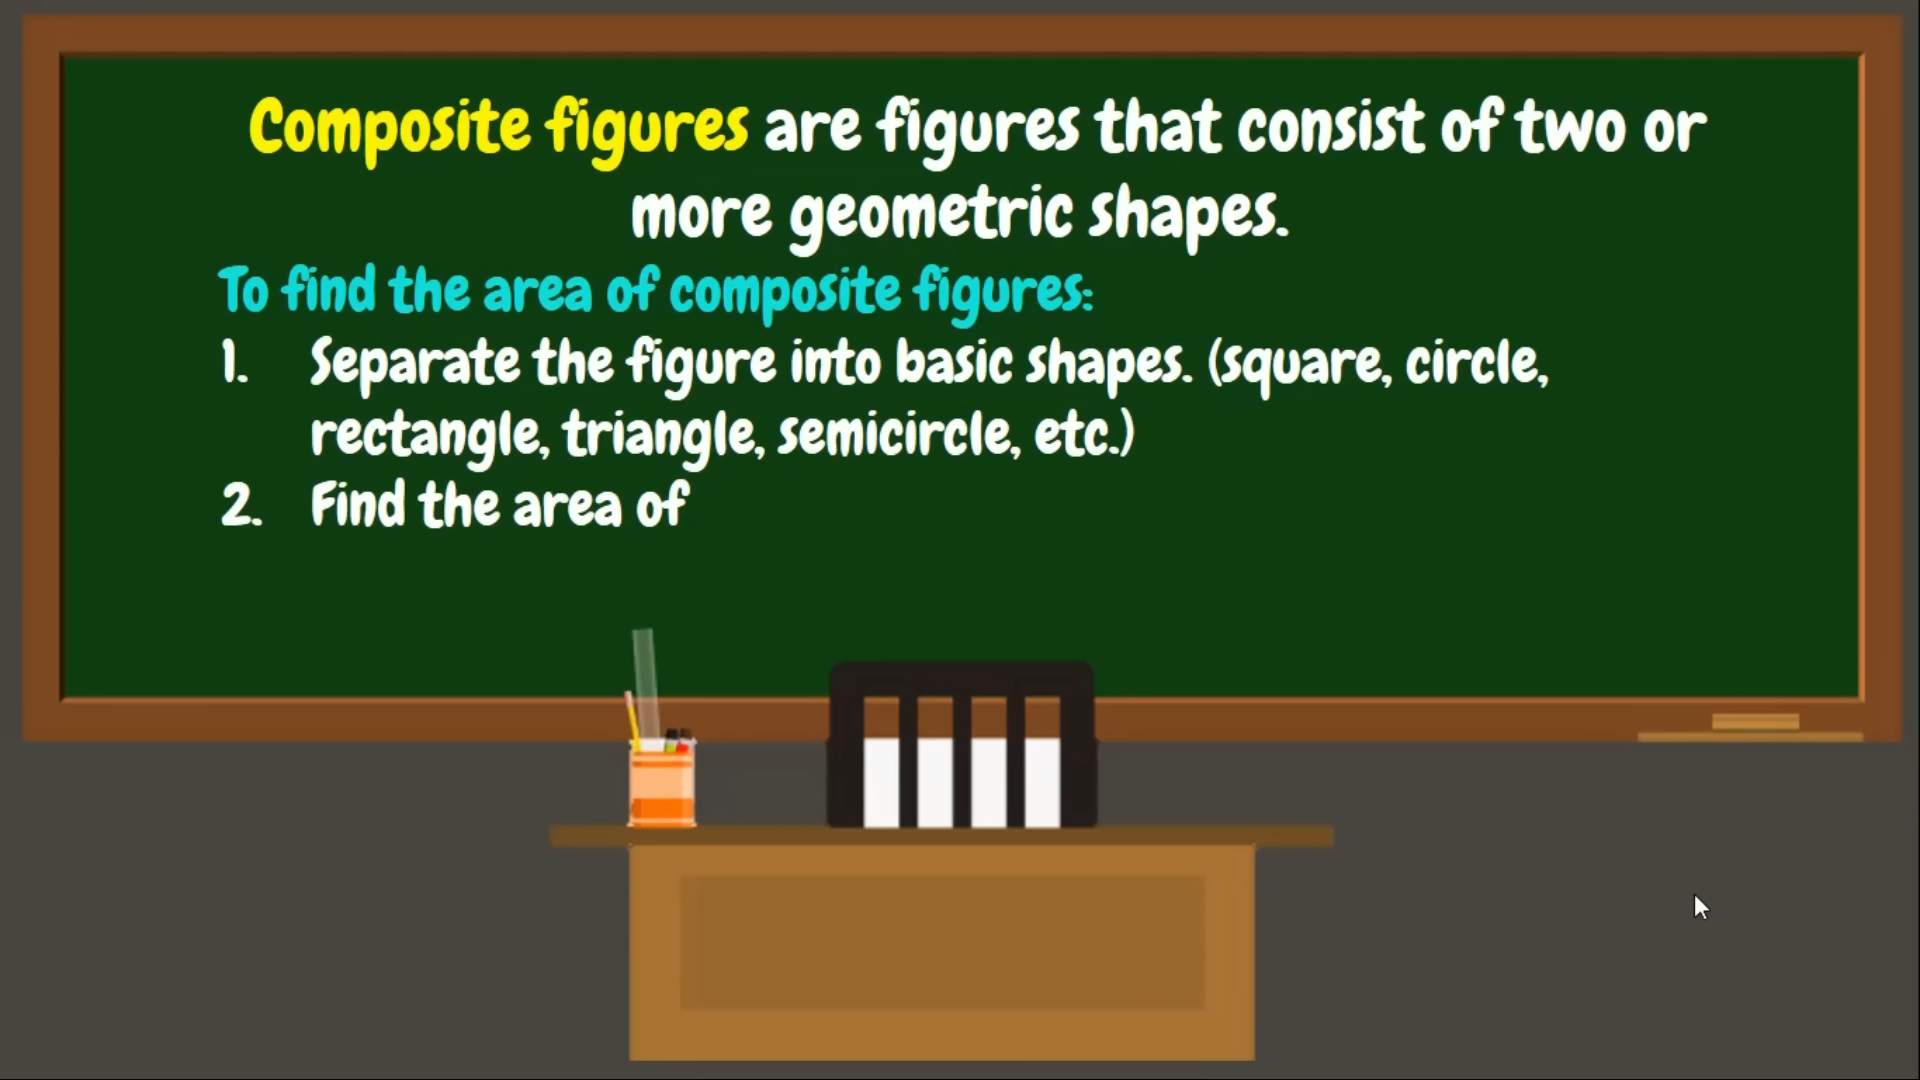 Composite figures are figures that consist of two or
more geometric shapes.
To find the area of composite figures:
1. Separate the figure into basic shapes. (square, circle,
rectangle, triangle, semicircle, etc.)
2. Find the area of